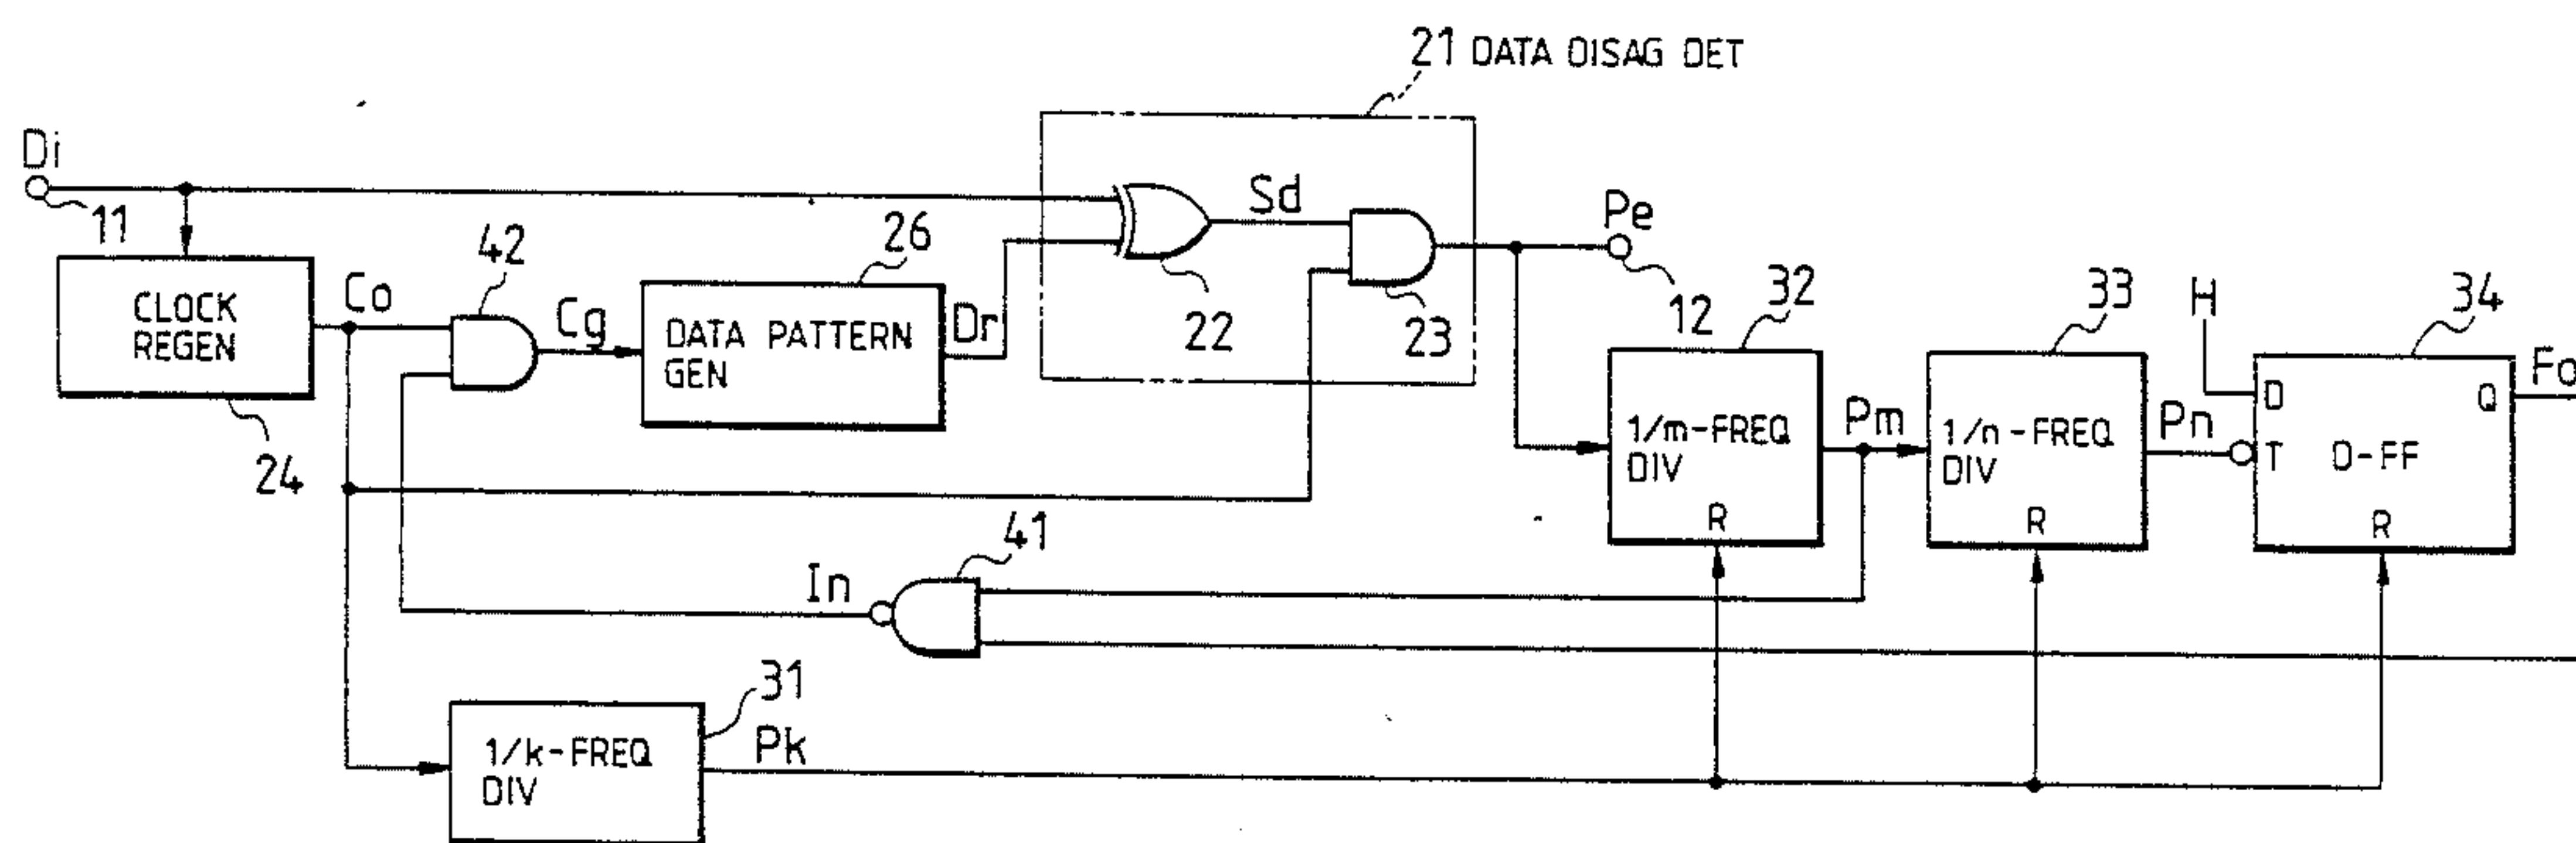 21 DATA DISAG DET
Di
11
CLOCK
REGEN
24
Co
42
Cg
26
DATA PATTERN
GEN
Dr
22
Sd
23
Pe
12
32
1/m-FREQ
DIV
R
Pm
33
1/n-FREQ
DIV
R
Pn
H
34
D
Q
T
D-FF
R
Fo
41
In
31
1/k-FREQ
DIV
Pk